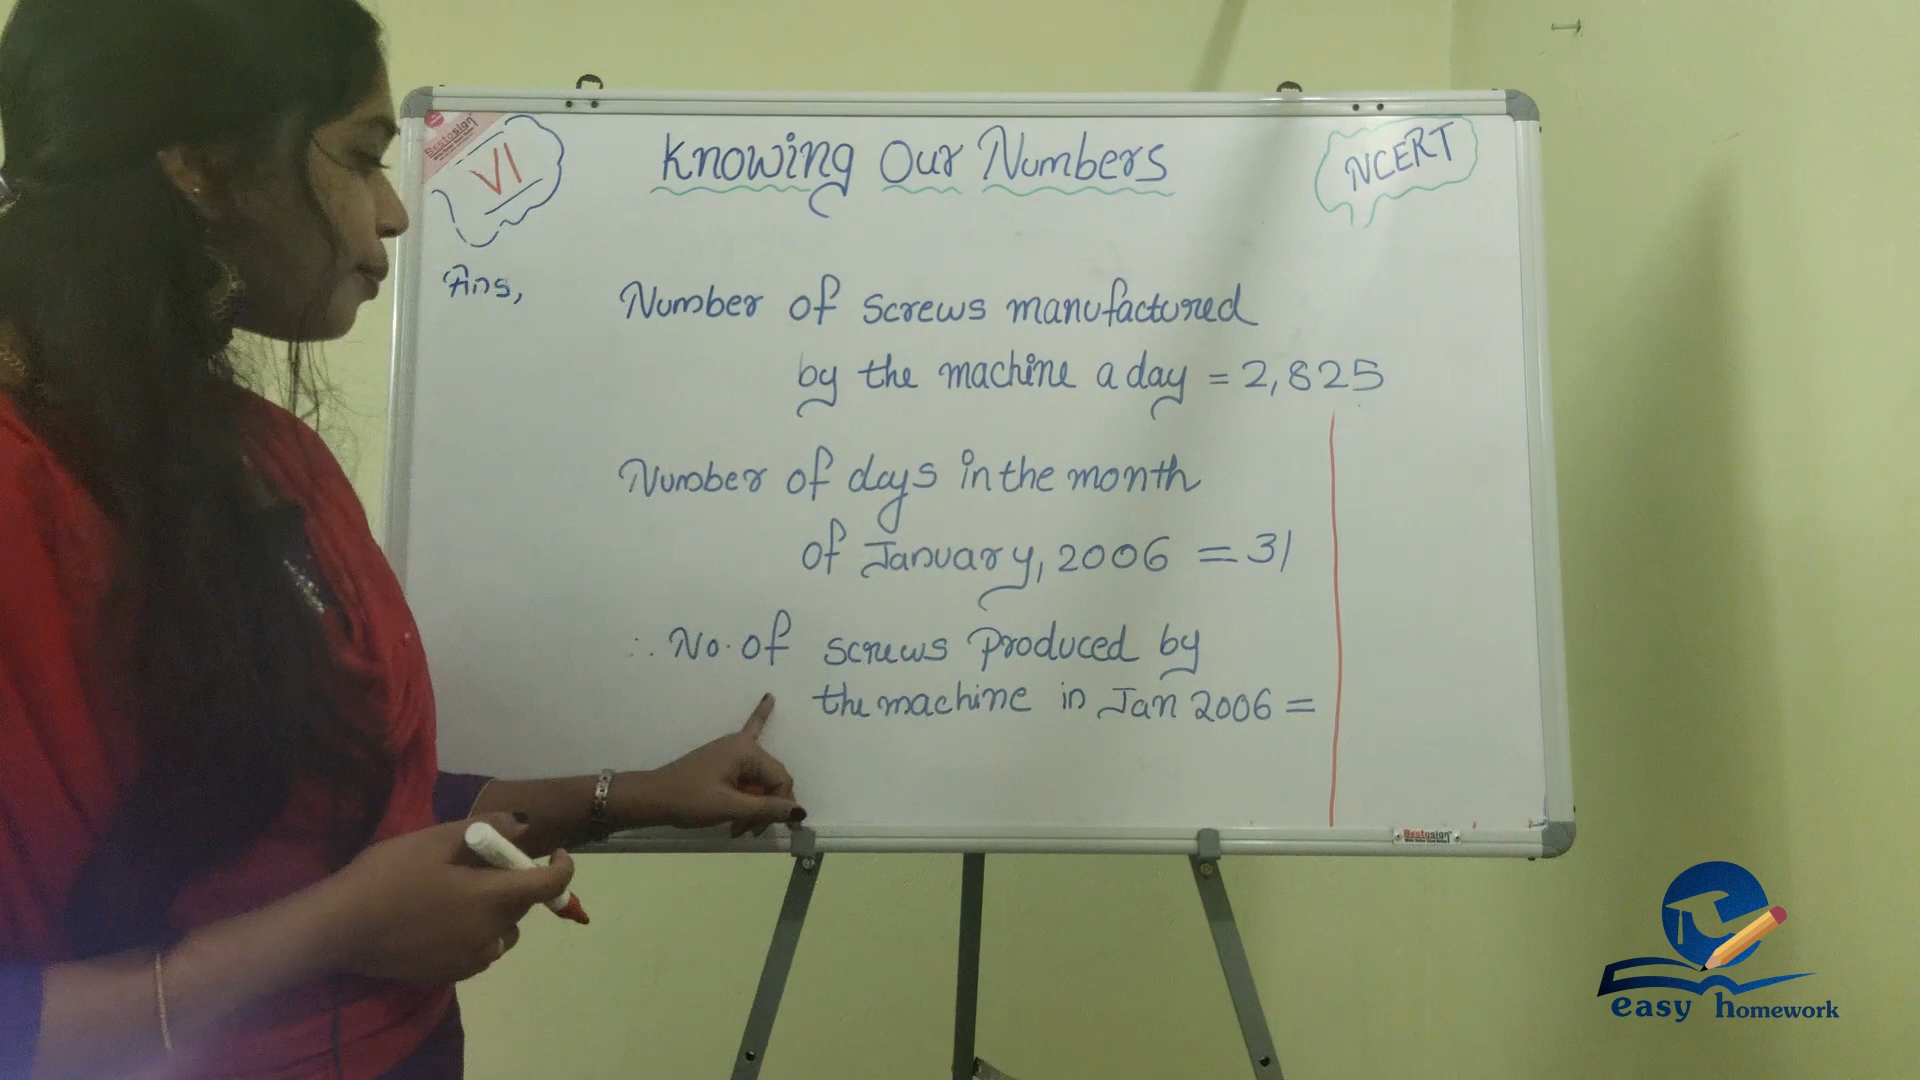 Bestosign
VI
Knowing Our Numbers
NCERT
Ans,
Number of screws manufactured
by the machine a day = 2,825
Number of days in the month
of January, 2006 = 31
∴ No. of screws produced by
the machine in Jan 2006 =
Bestosign
easy homework